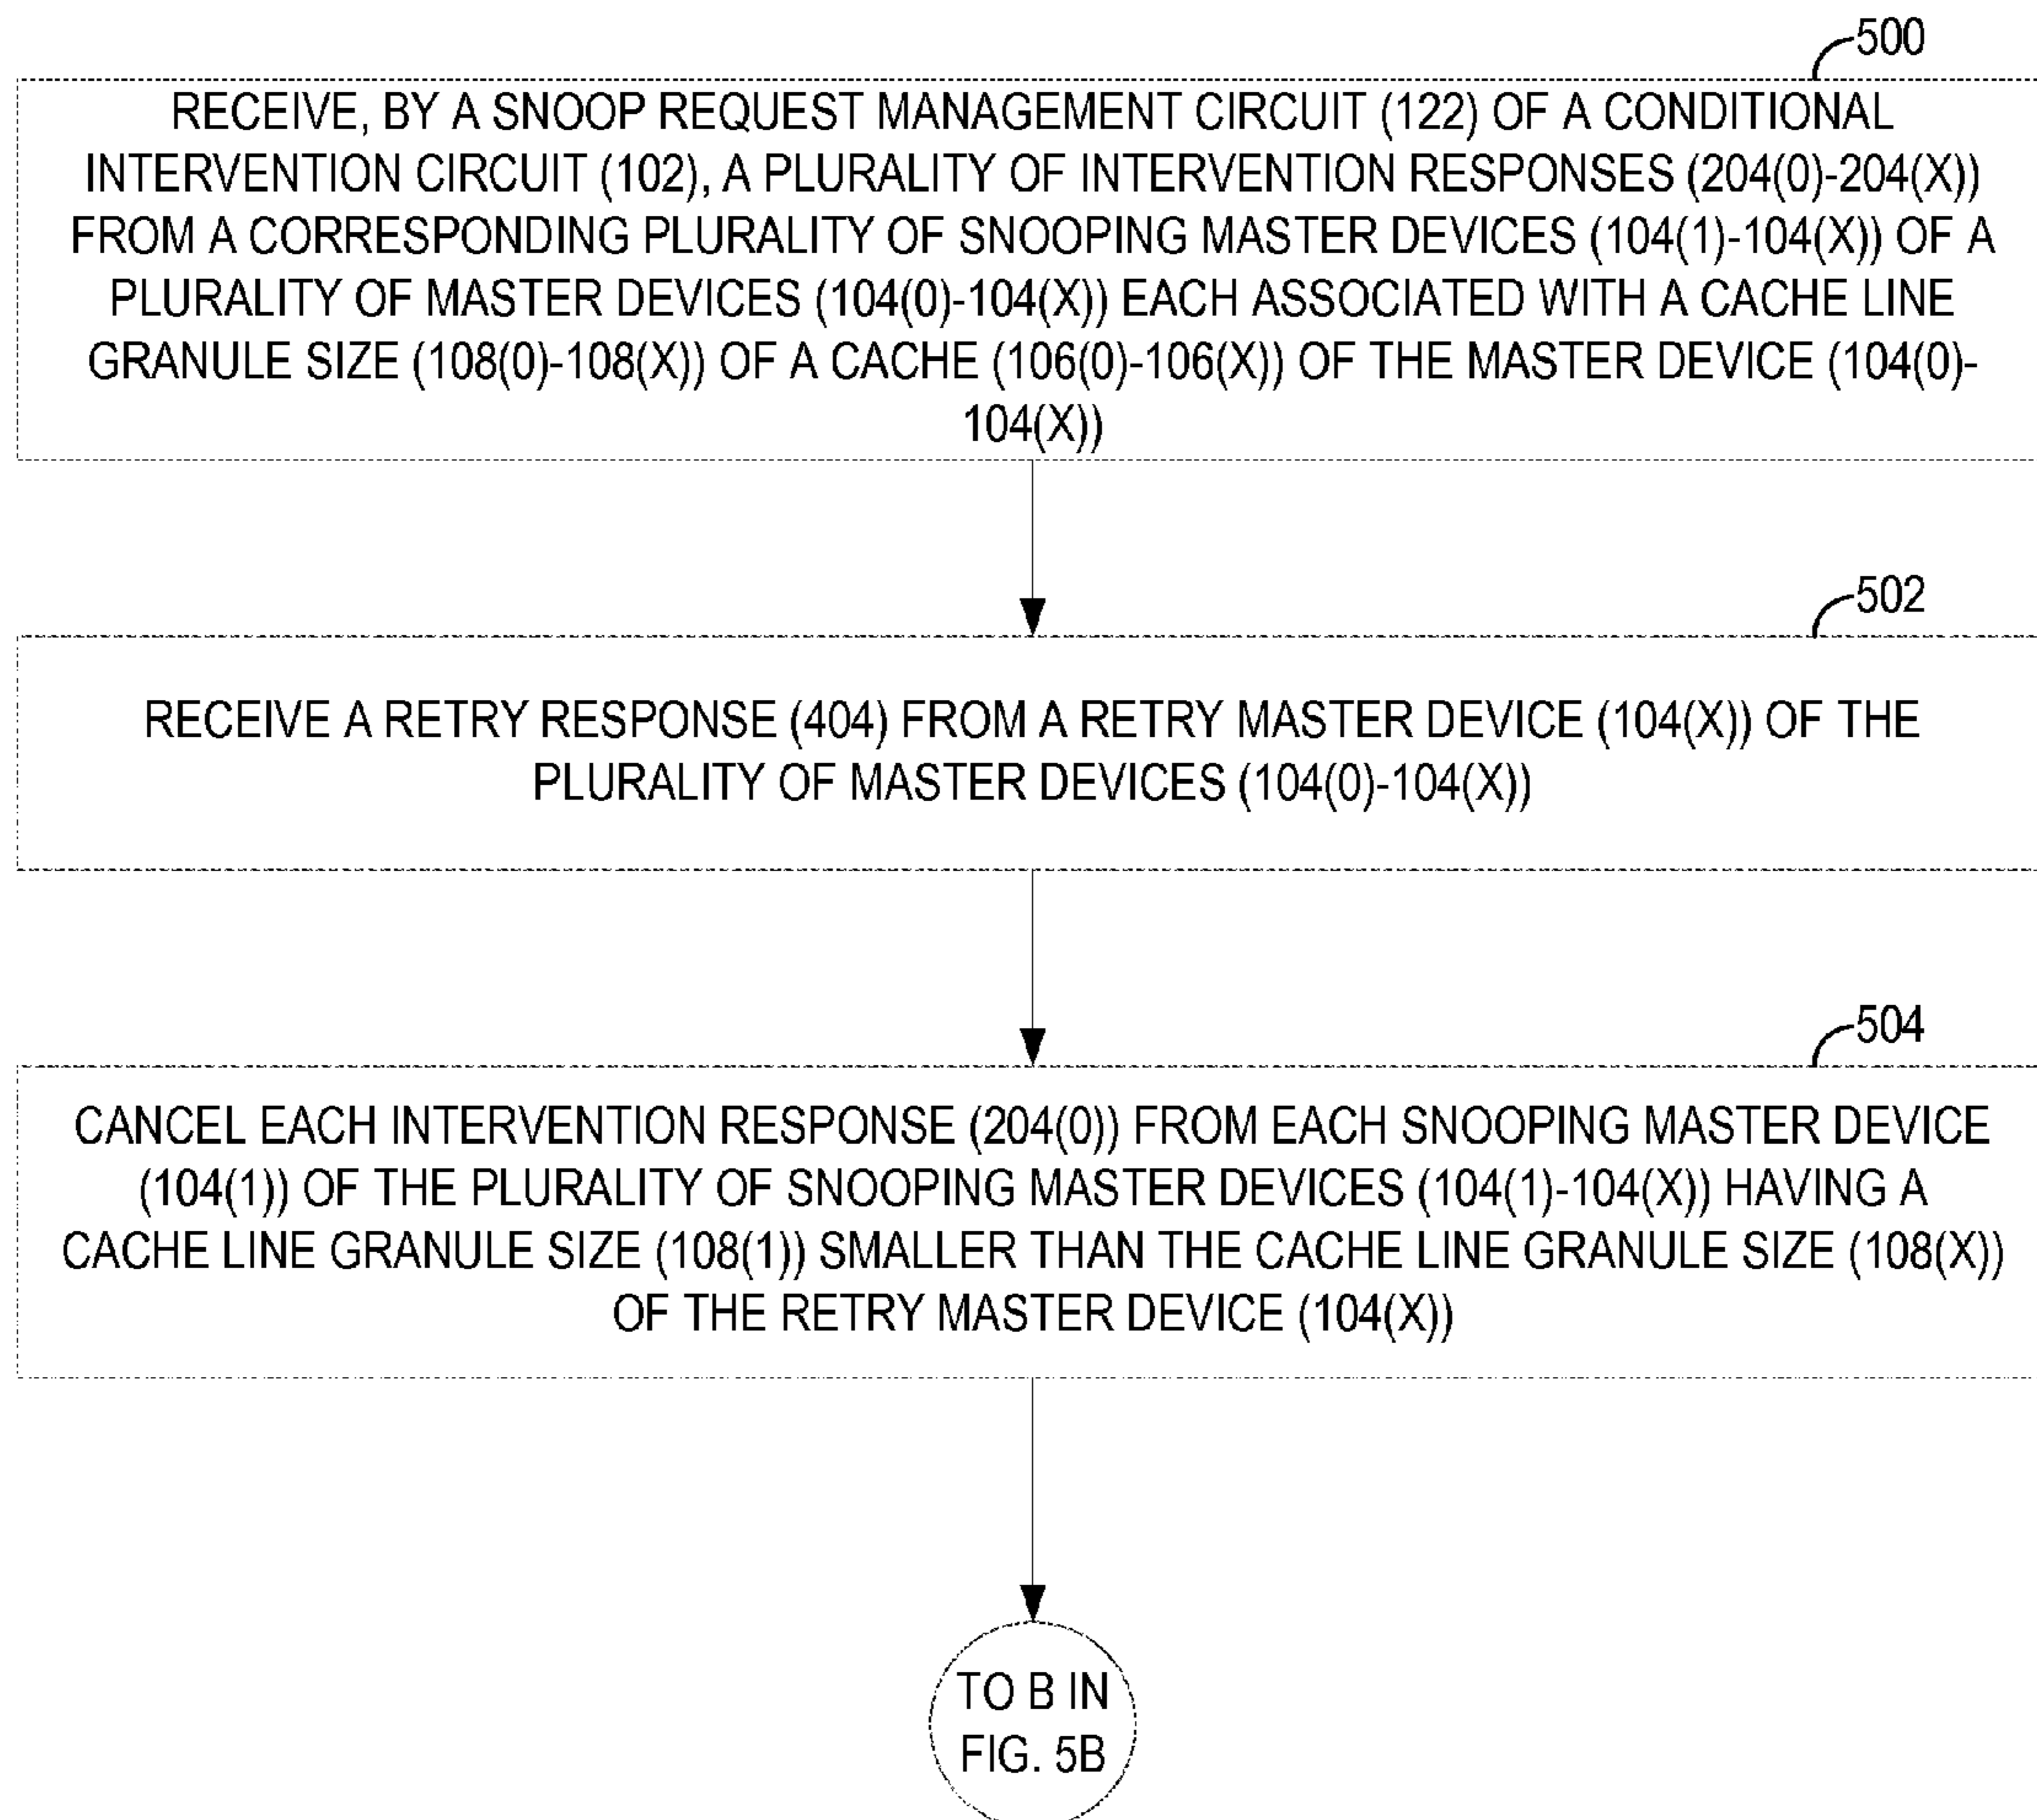 500
RECEIVE, BY A SNOOP REQUEST MANAGEMENT CIRCUIT (122) OF A CONDITIONAL
INTERVENTION CIRCUIT (102), A PLURALITY OF INTERVENTION RESPONSES (204(0)-204(X))
FROM A CORRESPONDING PLURALITY OF SNOOPING MASTER DEVICES (104(1)-104(X)) OF A
PLURALITY OF MASTER DEVICES (104(0)-104(X)) EACH ASSOCIATED WITH A CACHE LINE
GRANULE SIZE (108(0)-108(X)) OF A CACHE (106(0)-106(X)) OF THE MASTER DEVICE (104(0)-
104(X))
502
RECEIVE A RETRY RESPONSE (404) FROM A RETRY MASTER DEVICE (104(X)) OF THE
PLURALITY OF MASTER DEVICES (104(0)-104(X))
504
CANCEL EACH INTERVENTION RESPONSE (204(0)) FROM EACH SNOOPING MASTER DEVICE
(104(1)) OF THE PLURALITY OF SNOOPING MASTER DEVICES (104(1)-104(X)) HAVING A
CACHE LINE GRANULE SIZE (108(1)) SMALLER THAN THE CACHE LINE GRANULE SIZE (108(X))
OF THE RETRY MASTER DEVICE (104(X))
TO B IN
FIG. 5B